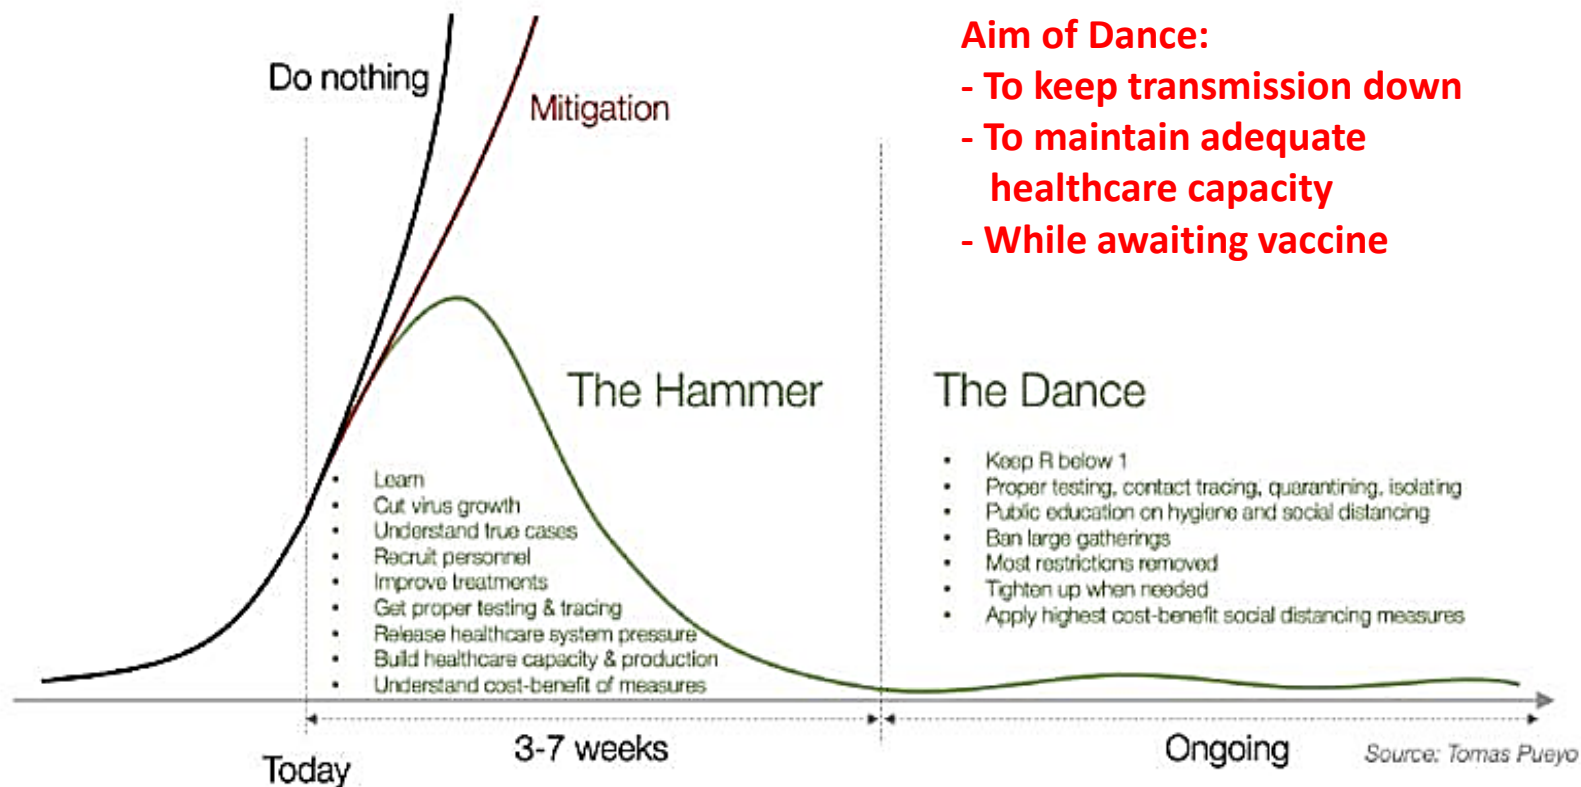 Do nothing
Mitigation
Aim of Dance:
- To keep transmission down
- To maintain adequate
healthcare capacity
- While awaiting vaccine
The Hammer
• Learn
• Cut virus growth
• Understand true cases
• Recruit personnel
• Improve treatments
• Get proper testing & tracing
• Release healthcare system pressure
• Build healthcare capacity & production
• Understand cost-benefit of measures
The Dance
• Keep R below 1
• Proper testing, contact tracing, quarantining, isolating
• Public education on hygiene and social distancing
• Ban large gatherings
• Most restrictions removed
• Tighten up when needed
• Apply highest cost-benefit social distancing measures
Today
3-7 weeks
Ongoing
Source: Tomas Pueyo